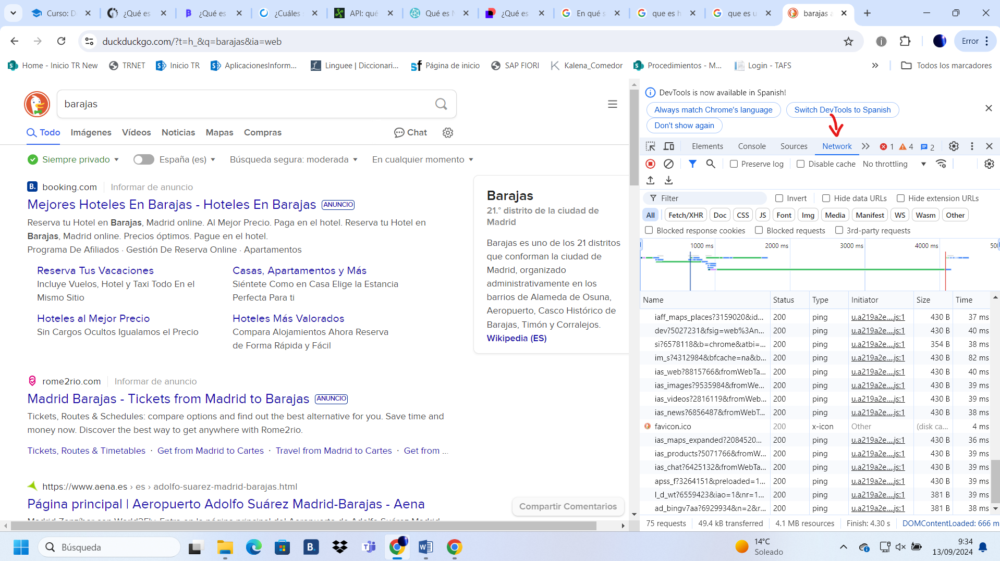 Curso: D
¿Qué es
¿Qué es
¿Cuáles
API: qué
Qué es
¿Qué es
En qué s
que es h
que es u
barajas a
duckduckgo.com/?t=h_&q=barajas&ia=web
Error
Home - Inicio TR New
TRNET
Inicio TR
AplicacionesInform...
Linguee | Diccionari...
Página de inicio
SAP FIORI
Kalena_Comedor
Procedimientos - M...
Login - TAFS
Todos los marcadores
barajas
Todo
Imágenes
Vídeos
Noticias
Mapas
Compras
Chat
Siempre privado
España (es)
Búsqueda segura: moderada
En cualquier momento
B. booking.com
Informar de anuncio
Mejores Hoteles En Barajas - Hoteles En Barajas ANUNCIO
Reserva tu Hotel en Barajas, Madrid online. Al Mejor Precio. Paga en el hotel. Reserva tu Hotel en
Barajas, Madrid online. Precios óptimos. Pague en el hotel.
Programa De Afiliados · Gestión De Reserva Online · Apartamentos
Reserva Tus Vacaciones
Incluye Vuelos, Hotel y Taxi Todo En el
Mismo Sitio
Casas, Apartamentos y Más
Siéntete Como en Casa Elige la Estancia
Perfecta Para ti
Hoteles al Mejor Precio
Sin Cargos Ocultos Igualamos el Precio
Hoteles Más Valorados
Compara Alojamientos Ahora Reserva
de Forma Rápida y Fácil
rome2rio.com
Informar de anuncio
Madrid Barajas - Tickets from Madrid to Barajas ANUNCIO
Tickets, Routes & Schedules: compare options and find out the best alternative for you. Save time and
money now. Discover the best way to get anywhere with Rome2rio.
Tickets, Routes & Timetables · Get from Madrid to Cartes · Travel from Madrid to Cartes · Get from ...
https://www.aena.es › es › adolfo-suarez-madrid-barajas.html
Página principal | Aeropuerto Adolfo Suárez Madrid-Barajas - Aena
Barajas
21.° distrito de la ciudad de
Madrid
Barajas es uno de los 21 distritos
que conforman la ciudad de
Madrid, organizado
administrativamente en los
barrios de Alameda de Osuna,
Aeropuerto, Casco Histórico de
Barajas, Timón y Corralejos.
Wikipedia (ES)
Compartir Comentarios
DevTools is now available in Spanish!
Always match Chrome's language
Switch DevTools to Spanish
Don't show again
Elements
Console
Sources
Network
1
4
2
Preserve log
Disable cache
No throttling
Filter
Invert
Hide data URLs
Hide extension URLs
All
Fetch/XHR
Doc
CSS
JS
Font
Img
Media
Manifest
WS
Wasm
Other
Blocked response cookies
Blocked requests
3rd-party requests
1000 ms
2000 ms
3000 ms
4000 ms
500
Name Status Type Initiator Size Time
iaff_maps_places?3159020&id... 200 ping u.a219a2e....js:1 430 B 37 ms
dev?5027231&fsig=web%3An... 200 ping u.a219a2e....js:1 430 B 40 ms
si?6578118&b=chrome&atbi=... 200 ping u.a219a2e....js:1 354 B 38 ms
im_s?4312984&bfcache=na&b... 200 ping u.a219a2e....js:1 430 B 82 ms
ias_web?8815766&fromWebTa... 200 ping u.a219a2e....js:1 430 B 40 ms
ias_images?9535984&fromWe... 200 ping u.a219a2e....js:1 430 B 39 ms
ias_videos?2816119&fromWeb... 200 ping u.a219a2e....js:1 430 B 39 ms
ias_news?6856487&fromWebT... 200 ping u.a219a2e....js:1 430 B 38 ms
favicon.ico 200 x-icon Other (disk ca... 4 ms
ias_maps_expanded?2084520... 200 ping u.a219a2e....js:1 430 B 36 ms
ias_products?5071766&fromW... 200 ping u.a219a2e....js:1 430 B 39 ms
ias_chat?6425132&fromWebTa... 200 ping u.a219a2e....js:1 430 B 39 ms
apss_f?3264151&preloaded=1... 200 ping u.a219a2e....js:1 430 B 39 ms
l_d_wt?6559423&iao=1&nr=1... 200 ping u.a219a2e....js:1 381 B 39 ms
ad_bingv7aa?6929934&n=2&r... 200 ping u.a219a2e....js:1 381 B 38 ms
75 requests
49.4 kB transferred
4.1 MB resources
Finish: 4.30 s
DOMContentLoaded: 666 m
Búsqueda
B.
14°C
Soleado
9:34
13/09/2024